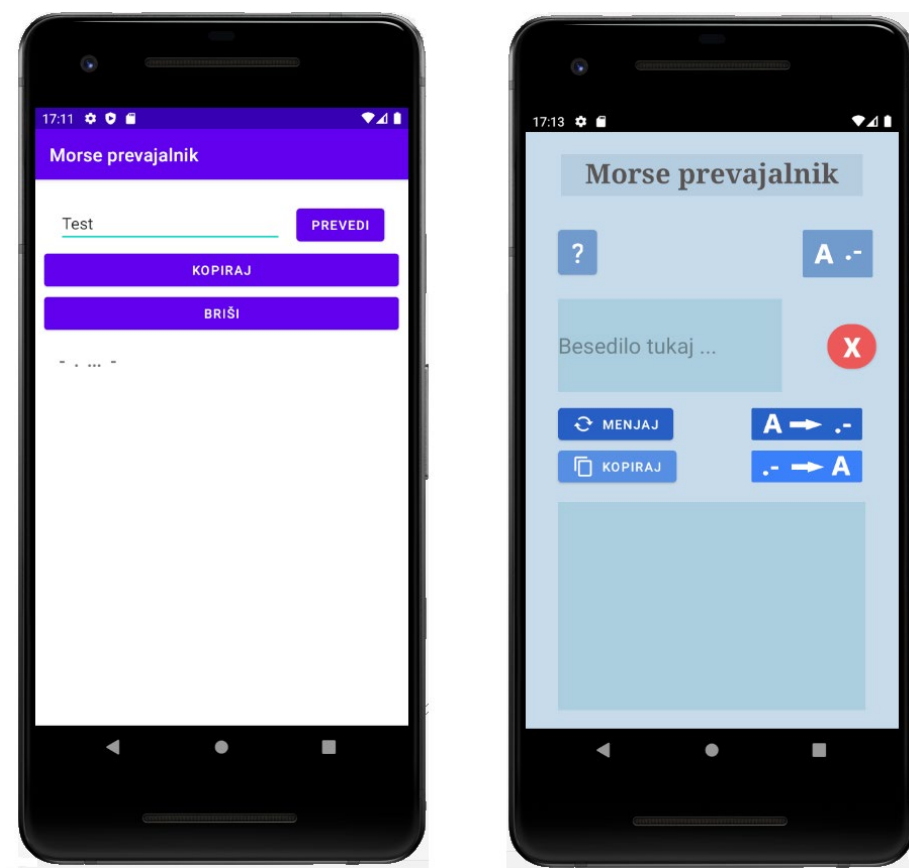 17:11
Morse prevajalnik
Test
PREVEDI
KOPIRAJ
BRIŠI
- . ... -
17:13
Morse prevajalnik
?
A .-
Besedilo tukaj ...
X
MENJAJ
A → .-
KOPIRAJ
.- → A